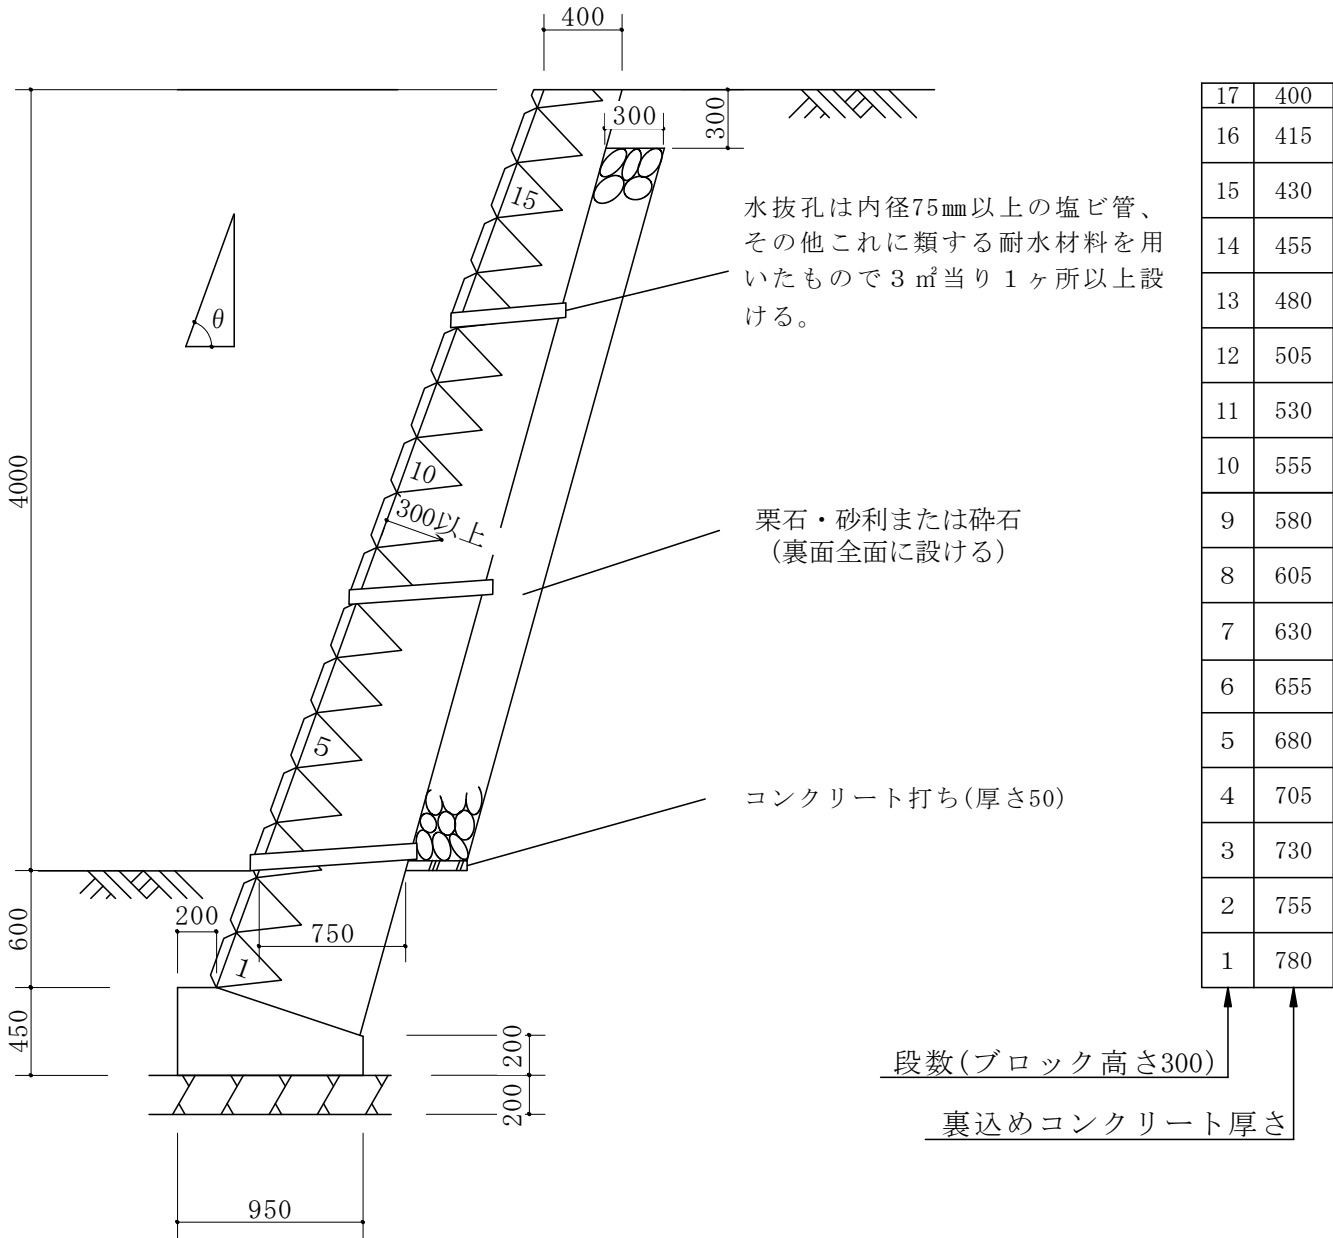 400
300
300
15
水抜孔は内径75㎜以上の塩ビ管、
その他これに類する耐水材料を用
いたもので３㎡当り１ヶ所以上設
ける。
θ
4000
10
300以上
栗石・砂利または砕石
(裏面全面に設ける)
5
コンクリート打ち(厚さ50)
600
200
750
1
450
200
200
950
17 400
16 415
15 430
14 455
13 480
12 505
11 530
10 555
9 580
8 605
7 630
6 655
5 680
4 705
3 730
2 755
1 780
段数(ブロック高さ300)
裏込めコンクリート厚さ